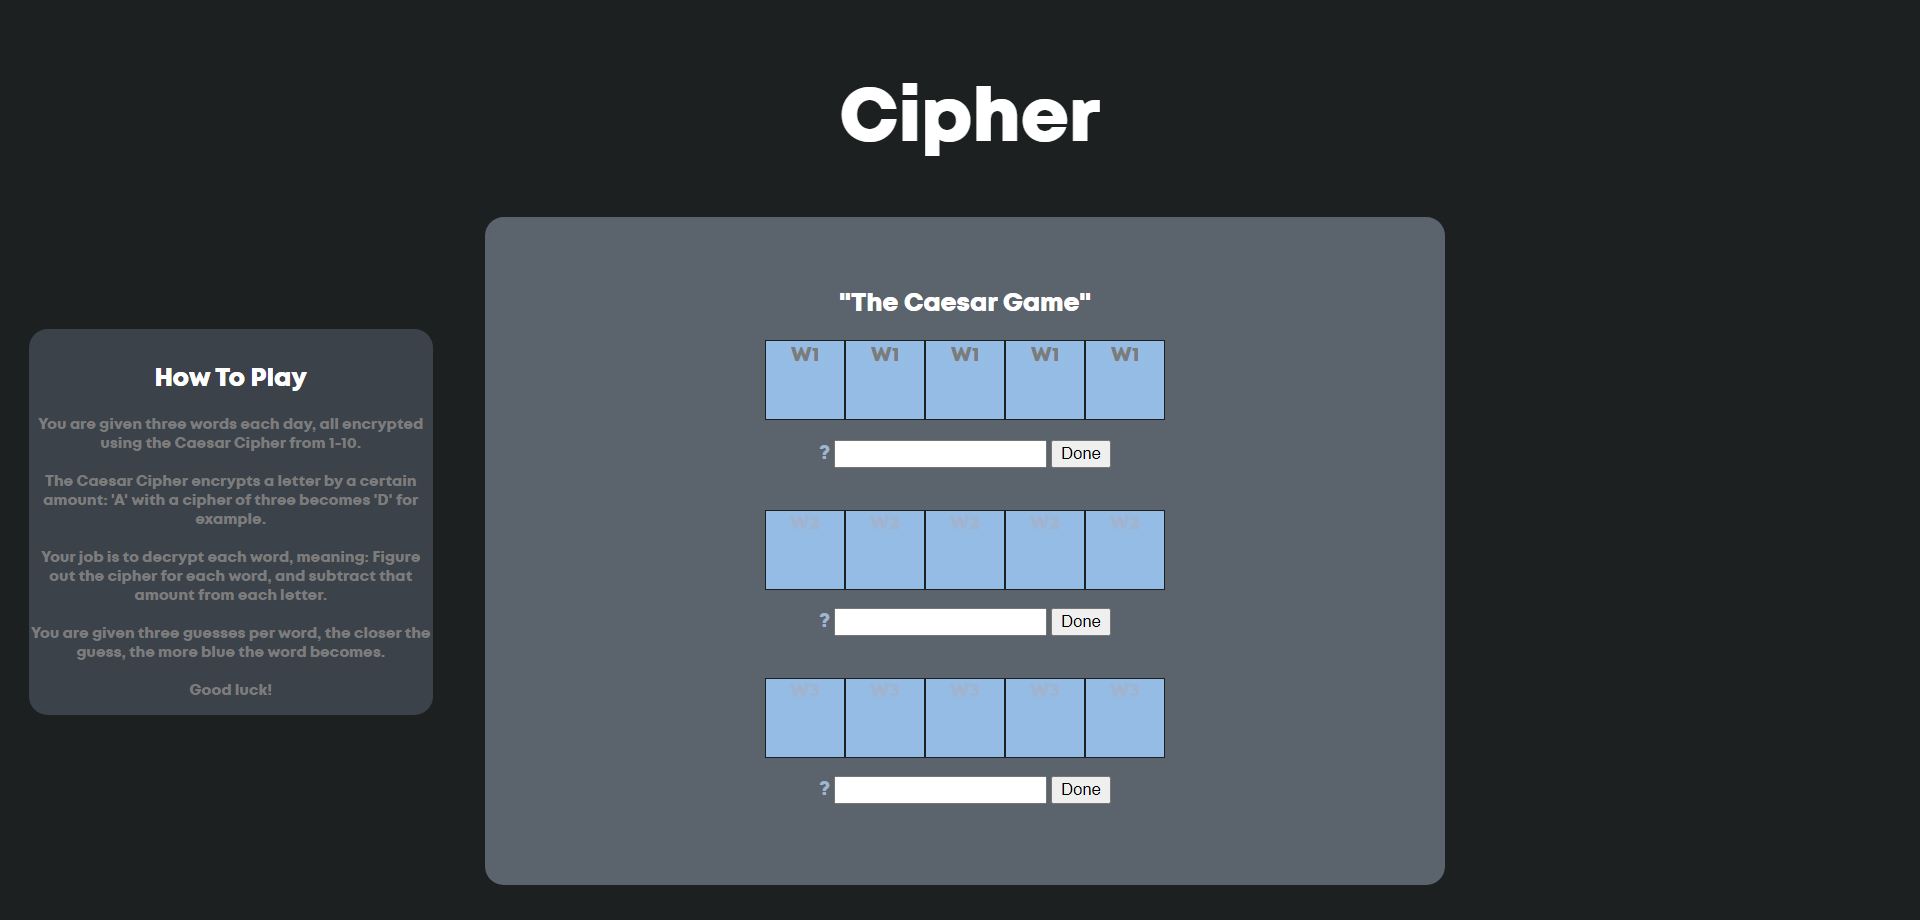 Cipher
How To Play
You are given three words each day, all encrypted
using the Caesar Cipher from 1-10.
The Caesar Cipher encrypts a letter by a certain
amount: 'A' with a cipher of three becomes 'D' for
example.
Your job is to decrypt each word, meaning: Figure
out the cipher for each word, and subtract that
amount from each letter.
You are given three guesses per word, the closer the
guess, the more blue the word becomes.
Good luck!
"The Caesar Game"
W1 W1 W1 W1 W1
? Done
W2 W2 W2 W2 W2
? Done
W3 W3 W3 W3 W3
? Done